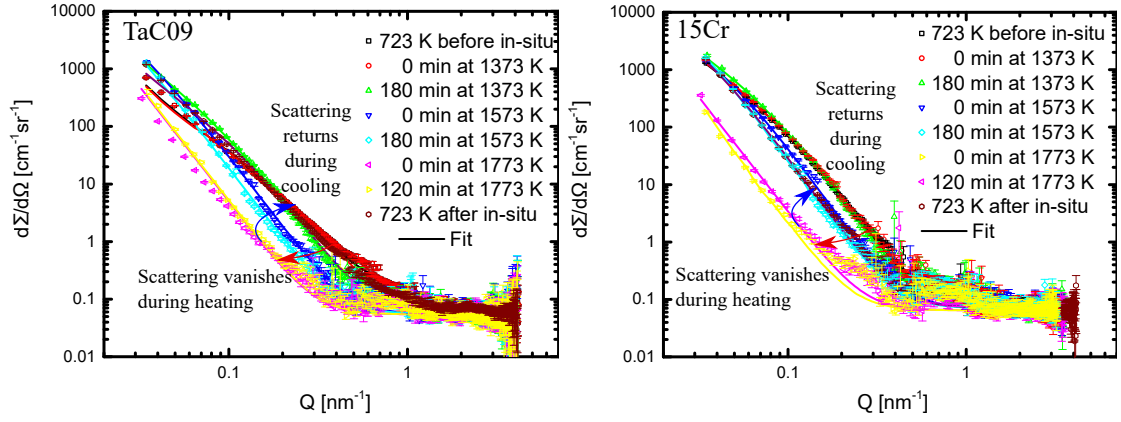 TaC09
10000
1000
100
10
1
0.1
0.01
dΣ/dΩ [cm⁻¹sr⁻¹]
723 K before in-situ
0 min at 1373 K
180 min at 1373 K
0 min at 1573 K
180 min at 1573 K
0 min at 1773 K
120 min at 1773 K
723 K after in-situ
Fit
Scattering
returns
during
cooling
Scattering vanishes
during heating
0.1
1
Q [nm⁻¹]
15Cr
10000
1000
100
10
1
0.1
0.01
dΣ/dΩ [cm⁻¹sr⁻¹]
723 K before in-situ
0 min at 1373 K
180 min at 1373 K
0 min at 1573 K
180 min at 1573 K
0 min at 1773 K
120 min at 1773 K
723 K after in-situ
Fit
Scattering
returns
during
cooling
Scattering vanishes
during heating
0.1
1
Q [nm⁻¹]